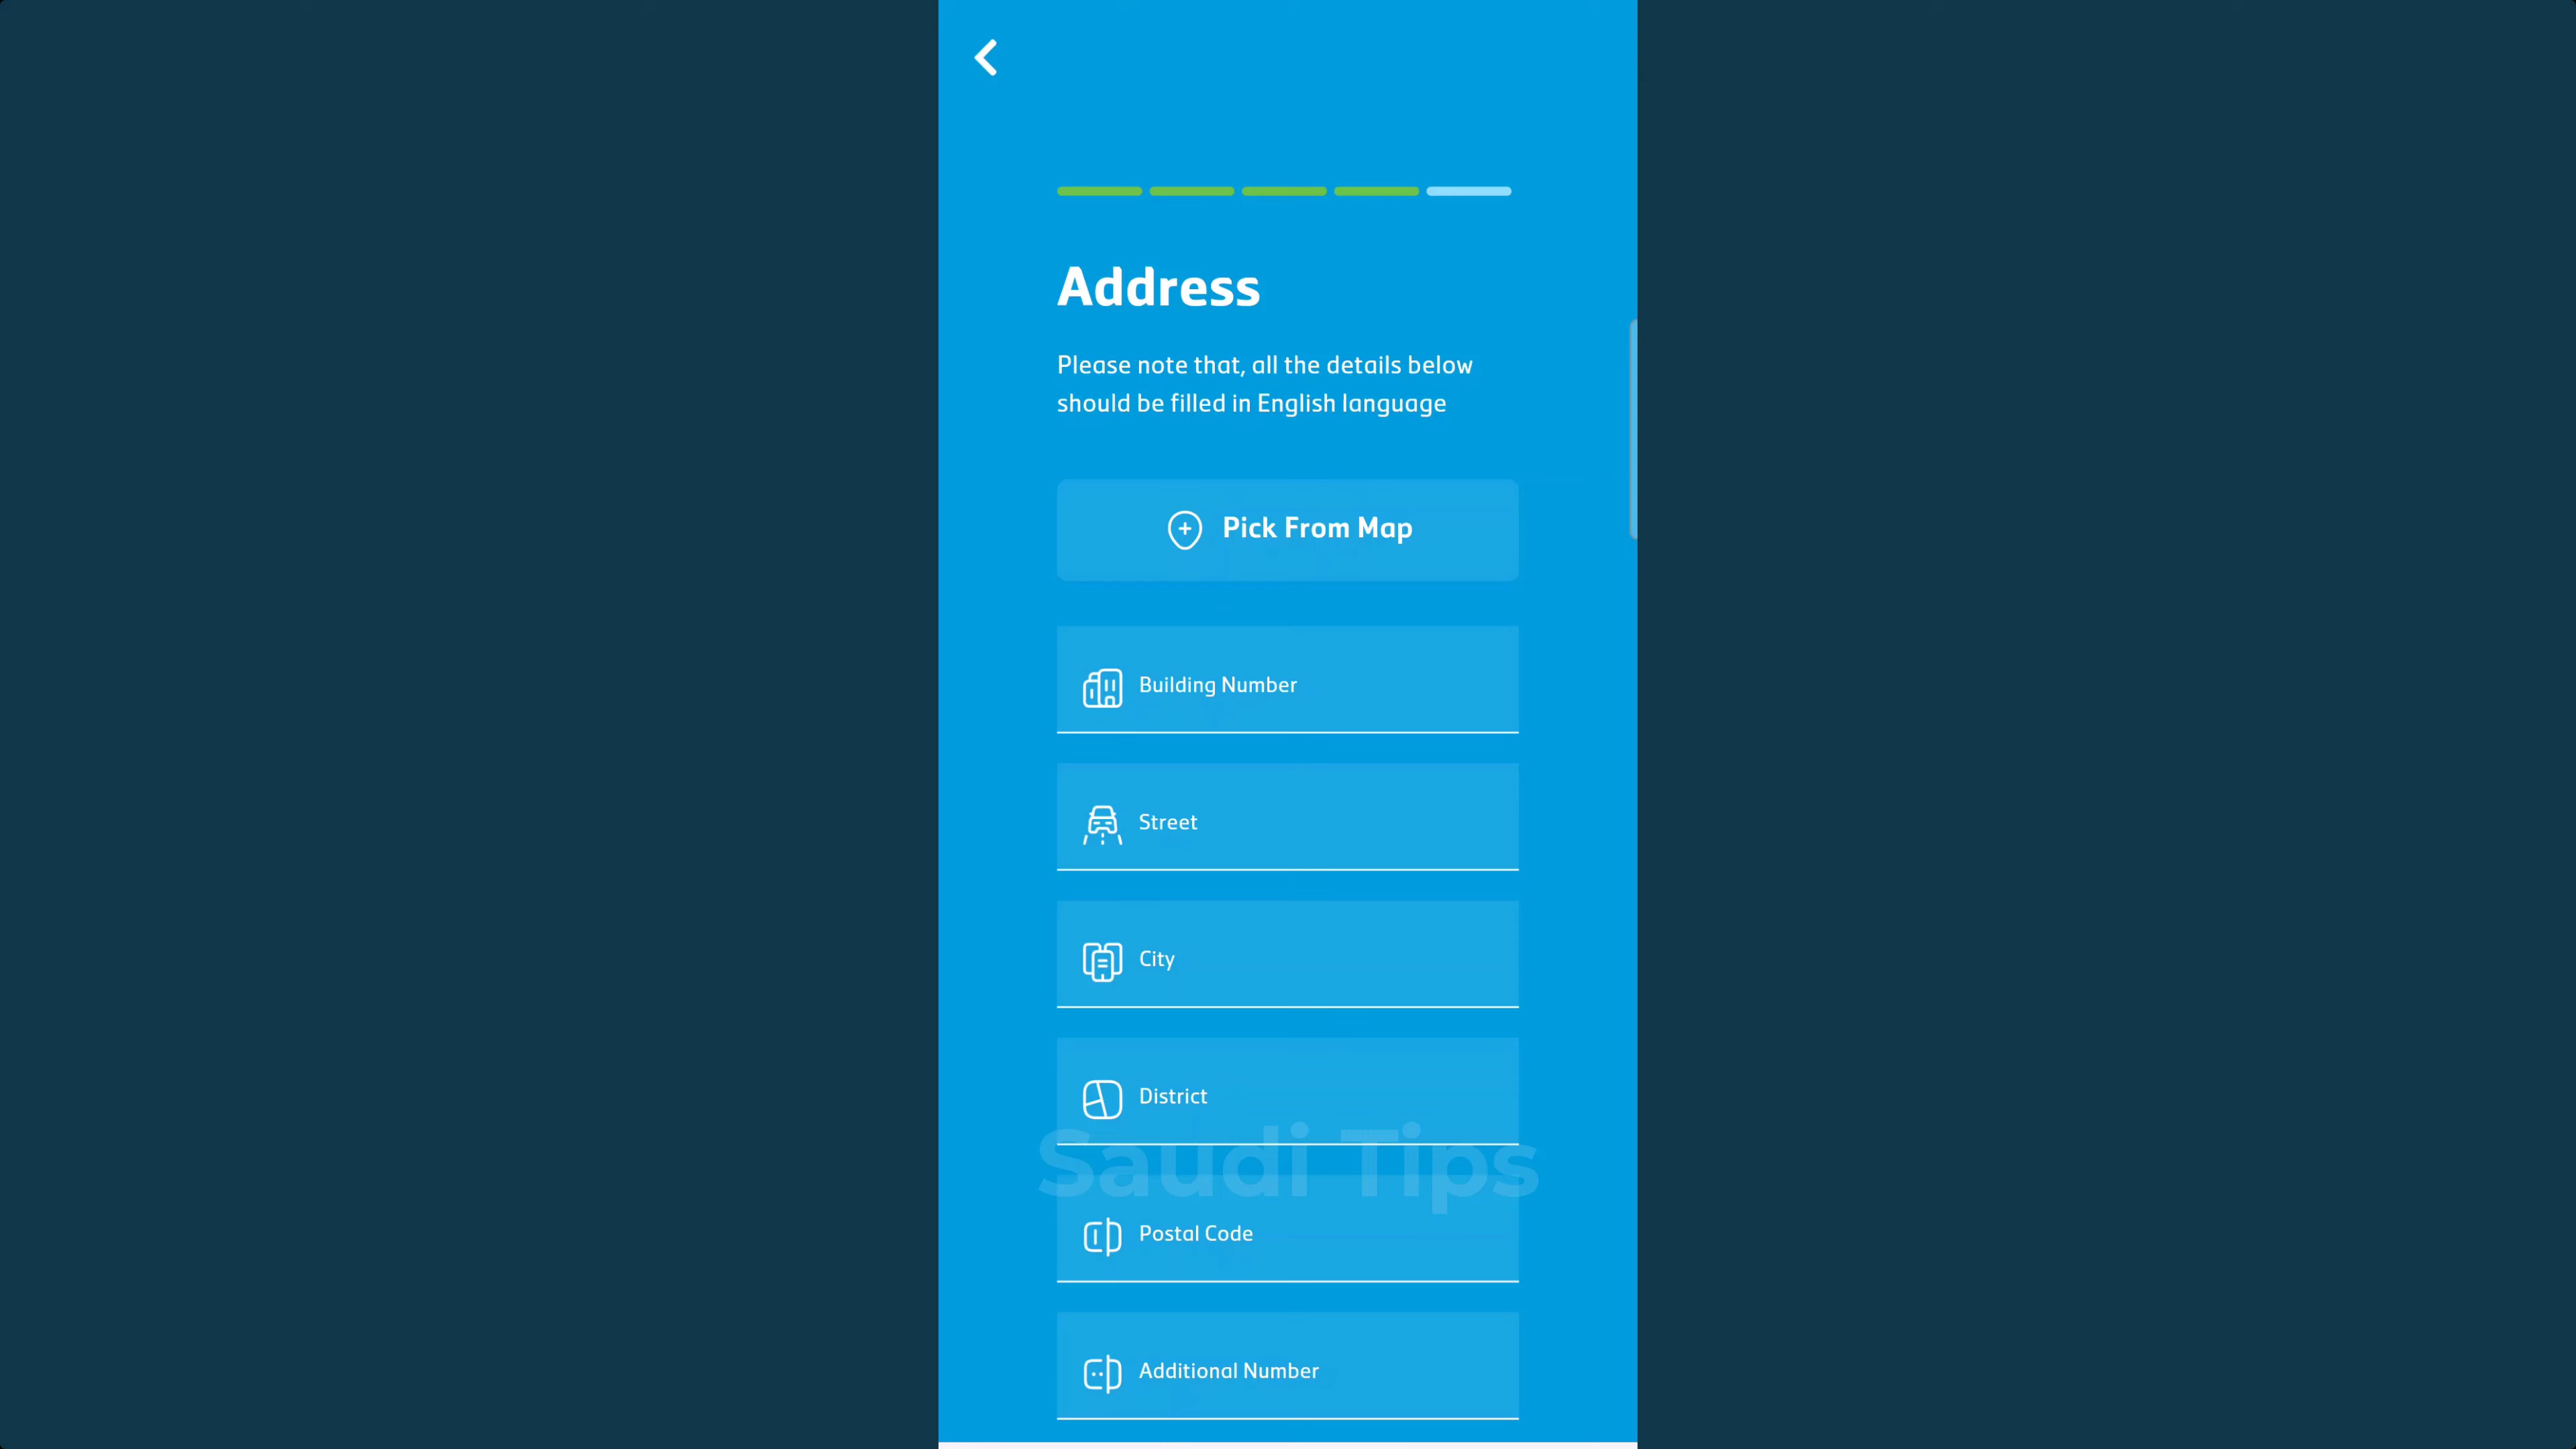 Address
Please note that, all the details below
should be filled in English language
Pick From Map
Building Number
Street
City
District
Saudi Tips
Postal Code
Additional Number